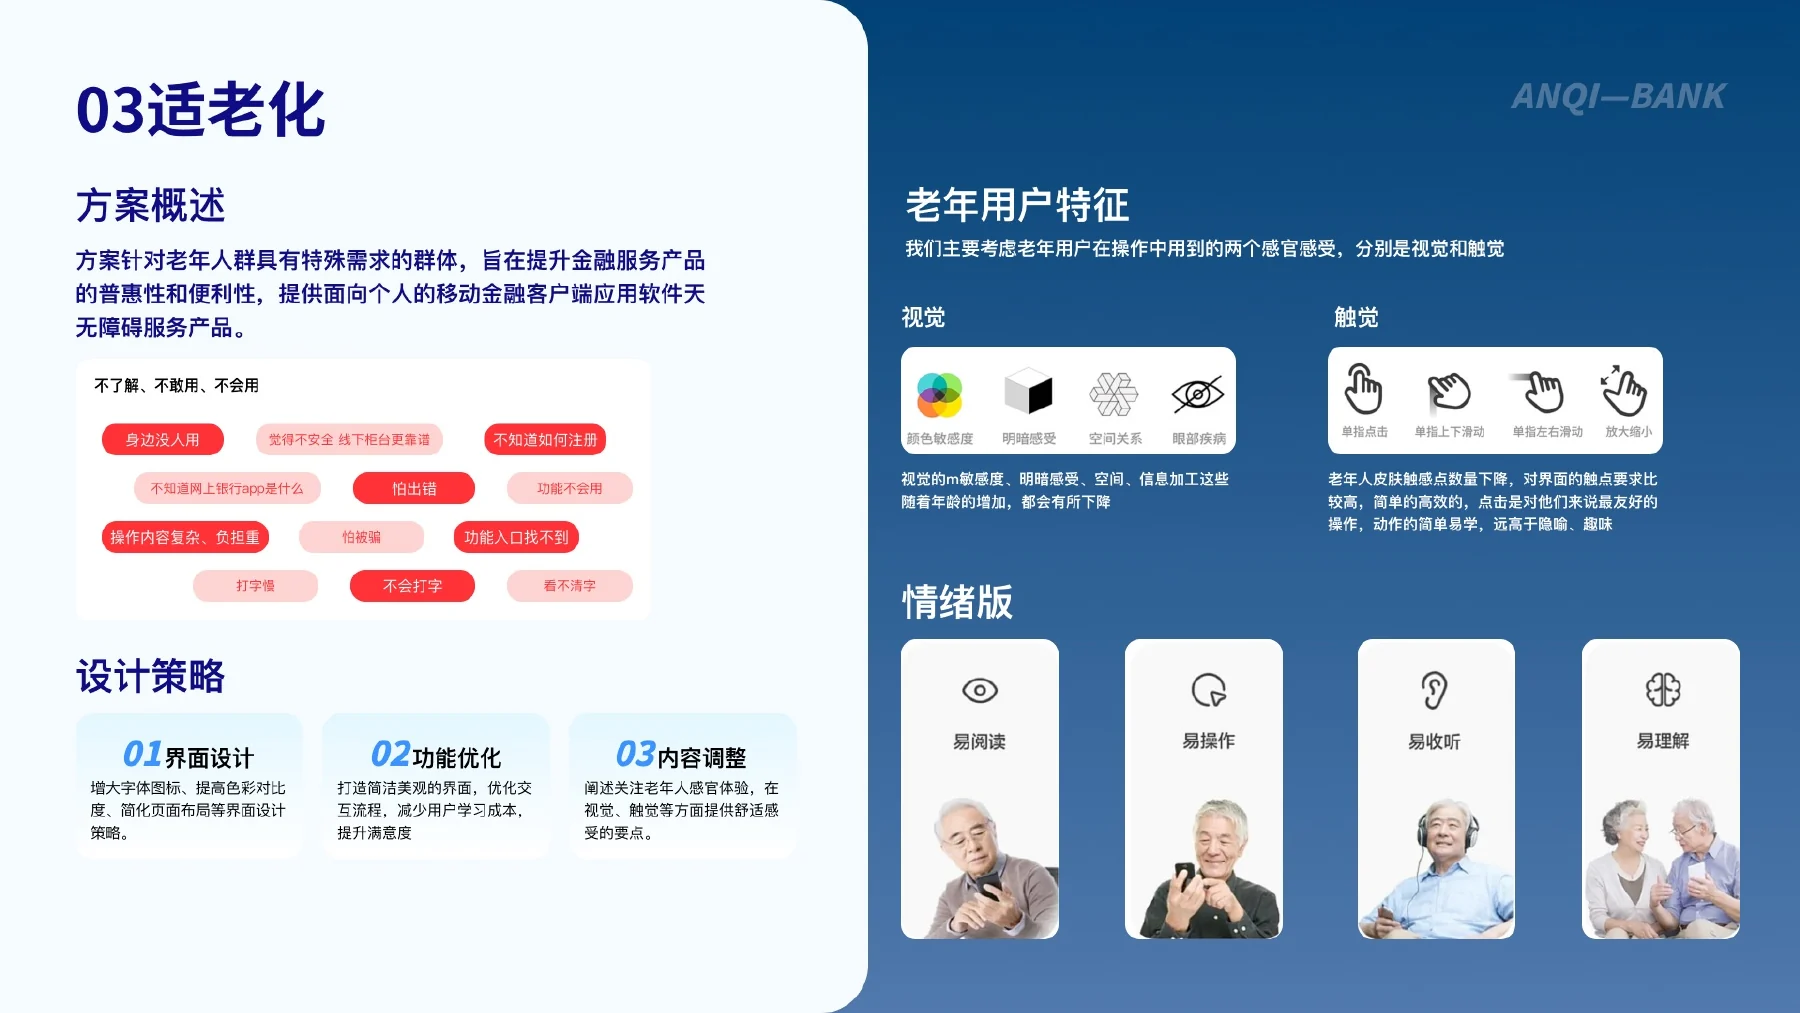 03适老化
方案概述
方案针对老年人群具有特殊需求的群体，旨在提升金融服务产品
的普惠性和便利性，提供面向个人的移动金融客户端应用软件天
无障碍服务产品。
不了解、不敢用、不会用
身边没人用
觉得不安全 线下柜台更靠谱
不知道如何注册
不知道网上银行app是什么
怕出错
功能不会用
操作内容复杂、负担重
怕被骗
功能入口找不到
打字慢
不会打字
看不清字
设计策略
01界面设计
增大字体图标、提高色彩对比
度、简化页面布局等界面设计
策略。
02功能优化
打造简洁美观的界面，优化交
互流程，减少用户学习成本，
提升满意度
03内容调整
阐述关注老年人感官体验，在
视觉、触觉等方面提供舒适感
受的要点。
ANQI—BANK
老年用户特征
我们主要考虑老年用户在操作中用到的两个感官感受，分别是视觉和触觉
视觉
颜色敏感度
明暗感受
空间关系
眼部疾病
视觉的m敏感度、明暗感受、空间、信息加工这些
随着年龄的增加，都会有所下降
触觉
单指点击
单指上下滑动
单指左右滑动
放大缩小
老年人皮肤触感点数量下降，对界面的触点要求比
较高，简单的高效的，点击是对他们来说最友好的
操作，动作的简单易学，远高于隐喻、趣味
情绪版
易阅读
易操作
易收听
易理解